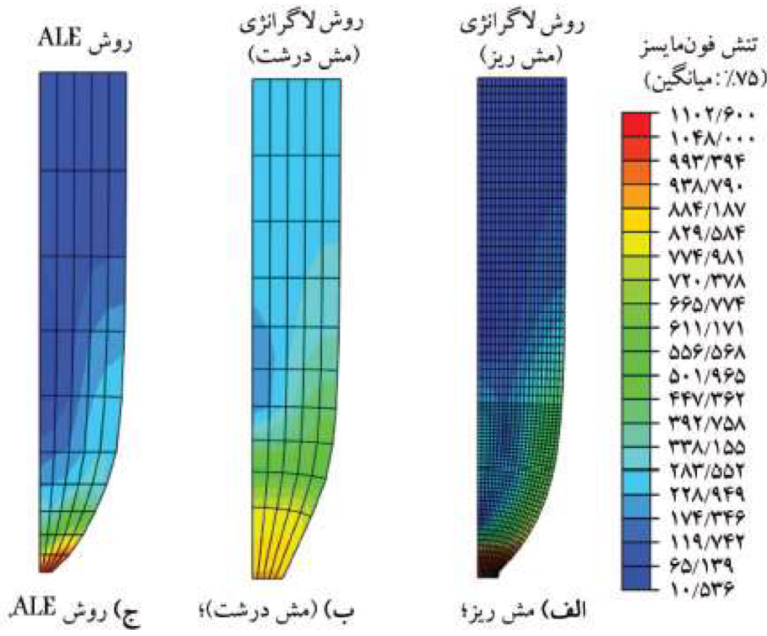 روش لاگرانژی
(مش ریز)
روش لاگرانژی
(مش درشت)
روش ALE
تنش فون‌مایسز
(میانگین :٪۷۵)
۱۱۰۲/۶۰۰
۱۰۴۸/۰۰۰
۹۹۳/۳۹۴
۹۳۸/۷۹۰
۸۸۴/۱۸۷
۸۲۹/۵۸۴
۷۷۴/۹۸۱
۷۲۰/۳۷۸
۶۶۵/۷۷۴
۶۱۱/۱۷۱
۵۵۶/۵۶۸
۵۰۱/۹۶۵
۴۴۷/۳۶۲
۳۹۲/۷۵۸
۳۳۸/۱۵۵
۲۸۳/۵۵۲
۲۲۸/۹۴۹
۱۷۴/۳۴۶
۱۱۹/۷۴۲
۶۵/۱۳۹
۱۰/۵۳۶
الف) مش ریز؛
ب) (مش درشت)؛
ج) روش ALE.